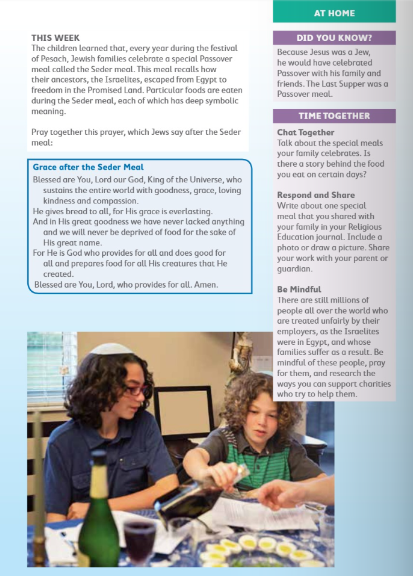 THIS WEEK
The children learned that, every year during the festival
of Pesach, Jewish families celebrate a special Passover
meal called the Seder meal. This meal recalls how
their ancestors, the Israelites, escaped from Egypt to
freedom in the Promised Land. Particular foods are eaten
during the Seder meal, each of which has deep symbolic
meaning.
Pray together this prayer, which Jews say after the Seder
meal:
Grace after the Seder Meal
Blessed are You, Lord our God, King of the Universe, who
sustains the entire world with goodness, grace, loving
kindness and compassion.
He gives bread to all, for His grace is everlasting.
And in His great goodness we have never lacked anything
and we will never be deprived of food for the sake of
His great name.
For He is God who provides for all and does good for
all and prepares food for all His creatures that He
created.
Blessed are You, Lord, who provides for all. Amen.
AT HOME
DID YOU KNOW?
Because Jesus was a Jew,
he would have celebrated
Passover with his family and
friends. The Last Supper was a
Passover meal.
TIME TOGETHER
Chat Together
Talk about the special meals
your family celebrates. Is
there a story behind the food
you eat on certain days?
Respond and Share
Write about one special
meal that you shared with
your family in your Religious
Education journal. Include a
photo or draw a picture. Share
your work with your parent or
guardian.
Be Mindful
There are still millions of
people all over the world who
are treated unfairly by their
employers, as the Israelites
were in Egypt, and whose
families suffer as a result. Be
mindful of these people, pray
for them, and research the
ways you can support charities
who try to help them.